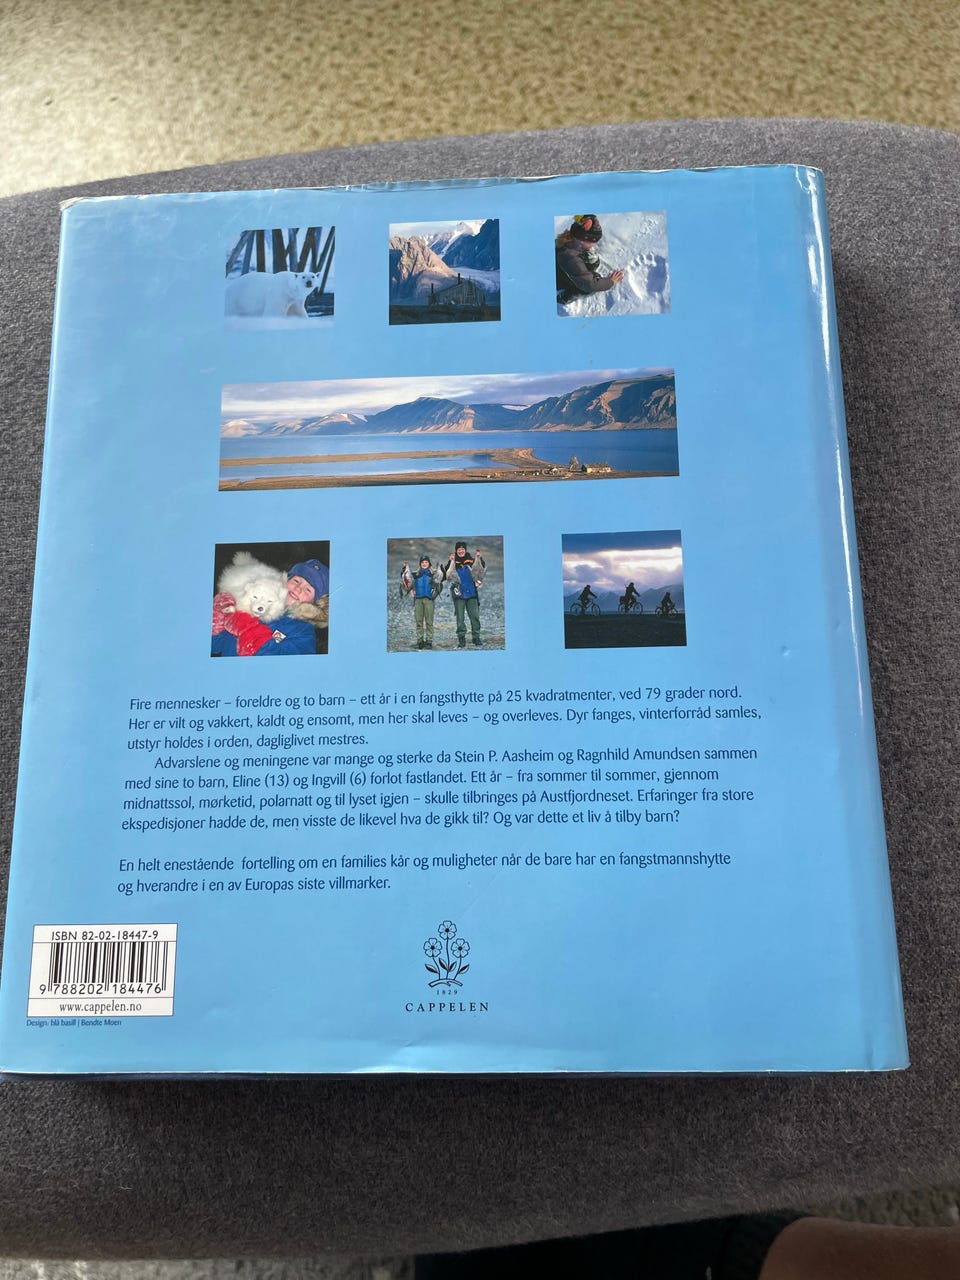 Fire mennesker – foreldre og to barn – ett år i en fangsthytte på 25 kvadratmenter, ved 79 grader nord.
Her er vilt og vakkert, kaldt og ensomt, men her skal leves – og overleves. Dyr fanges, vinterforråd samles,
utstyr holdes i orden, dagliglivet mestres.
Advarslene og meningene var mange og sterke da Stein P. Aasheim og Ragnhild Amundsen sammen
med sine to barn, Eline (13) og Ingvill (6) forlot fastlandet. Ett år – fra sommer til sommer, gjennom
midnattssol, mørketid, polarnatt og til lyset igjen – skulle tilbringes på Austfjordneset. Erfaringer fra store
ekspedisjoner hadde de, men visste de likevel hva de gikk til? Og var dette et liv å tilby barn?
En helt enestående fortelling om en families kår og muligheter når de bare har en fangstmannshytte
og hverandre i en av Europas siste villmarker.
ISBN 82-02-18447-9
9 788202 184476
www.cappelen.no
Design: blå basill | Bendte Moen
1829
CAPPELEN